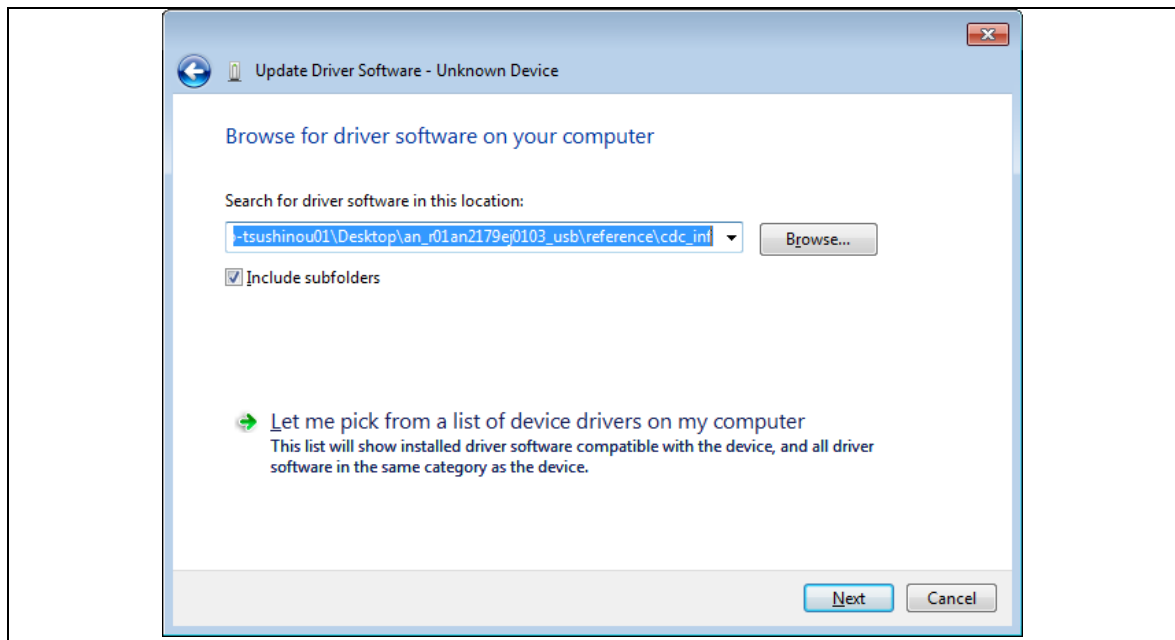 Update Driver Software - Unknown Device
Browse for driver software on your computer
Search for driver software in this location:
-tsushinou01\Desktop\an_r01an2179ej0103_usb\reference\cdc_inf
Browse...
Include subfolders
Let me pick from a list of device drivers on my computer
This list will show installed driver software compatible with the device, and all driver
software in the same category as the device.
Next
Cancel